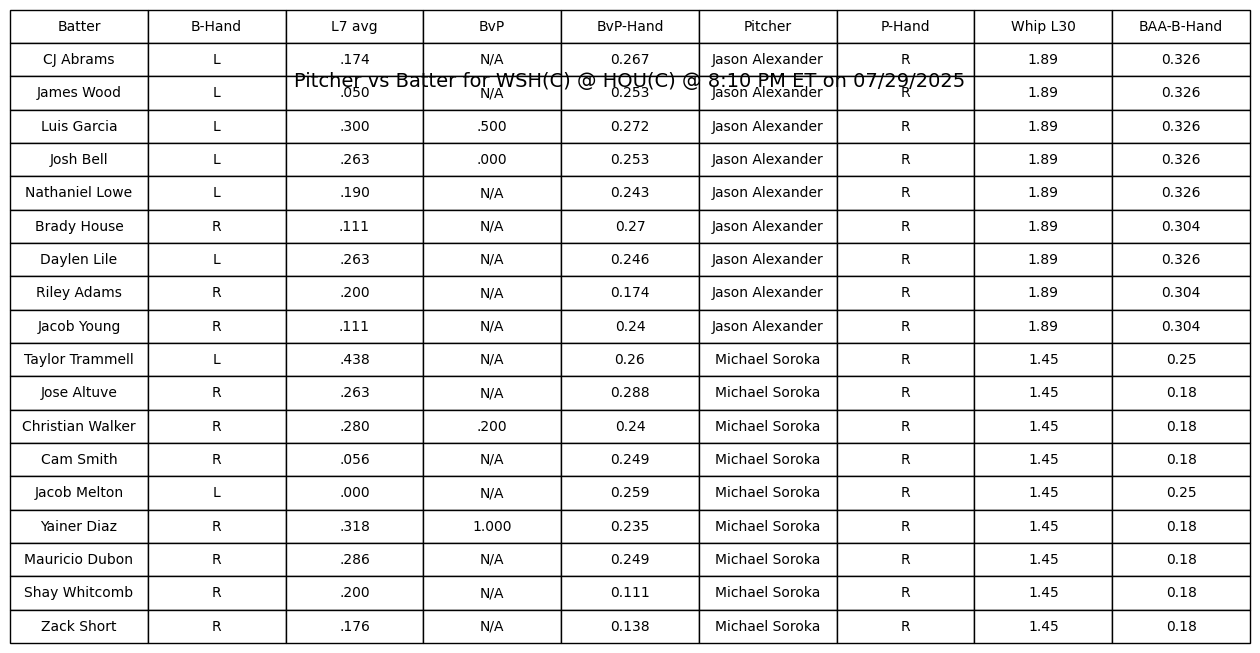 Batter B-Hand L7 avg BvP BvP-Hand Pitcher P-Hand Whip L30 BAA-B-Hand
CJ Abrams L .174 N/A 0.267 Jason Alexander R 1.89 0.326
Pitcher vs Batter for WSH(C) @ HOU(C) @ 8:10 PM ET on 07/29/2025
James Wood L .050 N/A 0.253 Jason Alexander R 1.89 0.326
Luis Garcia L .300 .500 0.272 Jason Alexander R 1.89 0.326
Josh Bell L .263 .000 0.253 Jason Alexander R 1.89 0.326
Nathaniel Lowe L .190 N/A 0.243 Jason Alexander R 1.89 0.326
Brady House R .111 N/A 0.27 Jason Alexander R 1.89 0.304
Daylen Lile L .263 N/A 0.246 Jason Alexander R 1.89 0.326
Riley Adams R .200 N/A 0.174 Jason Alexander R 1.89 0.304
Jacob Young R .111 N/A 0.24 Jason Alexander R 1.89 0.304
Taylor Trammell L .438 N/A 0.26 Michael Soroka R 1.45 0.25
Jose Altuve R .263 N/A 0.288 Michael Soroka R 1.45 0.18
Christian Walker R .280 .200 0.24 Michael Soroka R 1.45 0.18
Cam Smith R .056 N/A 0.249 Michael Soroka R 1.45 0.18
Jacob Melton L .000 N/A 0.259 Michael Soroka R 1.45 0.25
Yainer Diaz R .318 1.000 0.235 Michael Soroka R 1.45 0.18
Mauricio Dubon R .286 N/A 0.249 Michael Soroka R 1.45 0.18
Shay Whitcomb R .200 N/A 0.111 Michael Soroka R 1.45 0.18
Zack Short R .176 N/A 0.138 Michael Soroka R 1.45 0.18